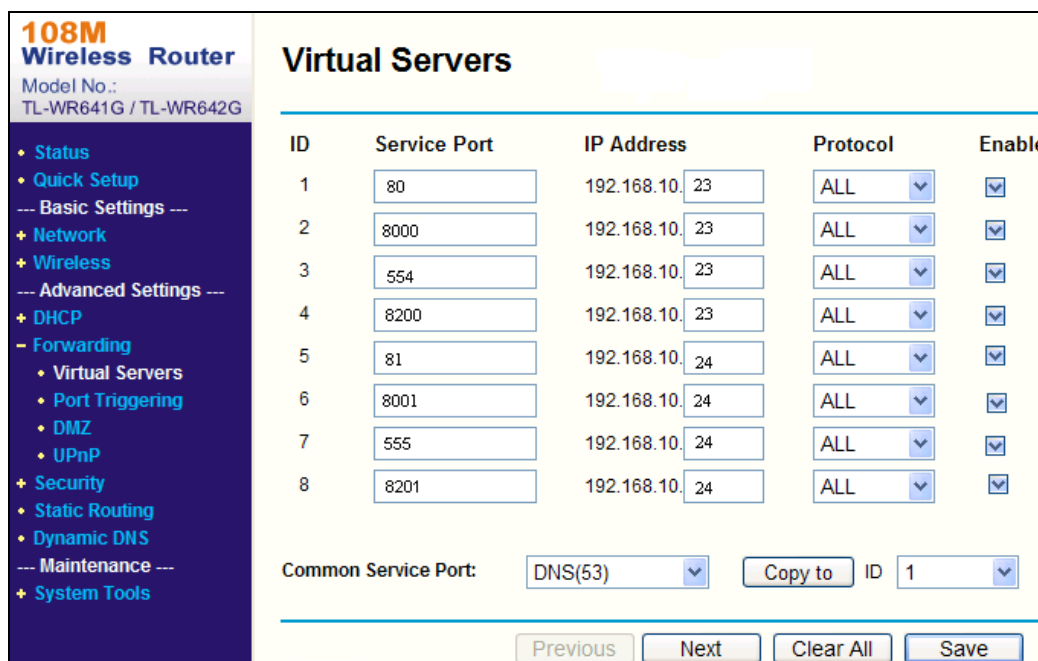 108M
Wireless Router
Model No.:
TL-WR641G / TL-WR642G
Status
Quick Setup
--- Basic Settings ---
Network
Wireless
--- Advanced Settings ---
DHCP
Forwarding
Virtual Servers
Port Triggering
DMZ
UPnP
Security
Static Routing
Dynamic DNS
--- Maintenance ---
System Tools
Virtual Servers
ID Service Port IP Address Protocol Enable
1 80 192.168.10. 23 ALL
2 8000 192.168.10. 23 ALL
3 554 192.168.10. 23 ALL
4 8200 192.168.10. 23 ALL
5 81 192.168.10. 24 ALL
6 8001 192.168.10. 24 ALL
7 555 192.168.10. 24 ALL
8 8201 192.168.10. 24 ALL
Common Service Port: DNS(53) Copy to ID 1
Previous Next Clear All Save